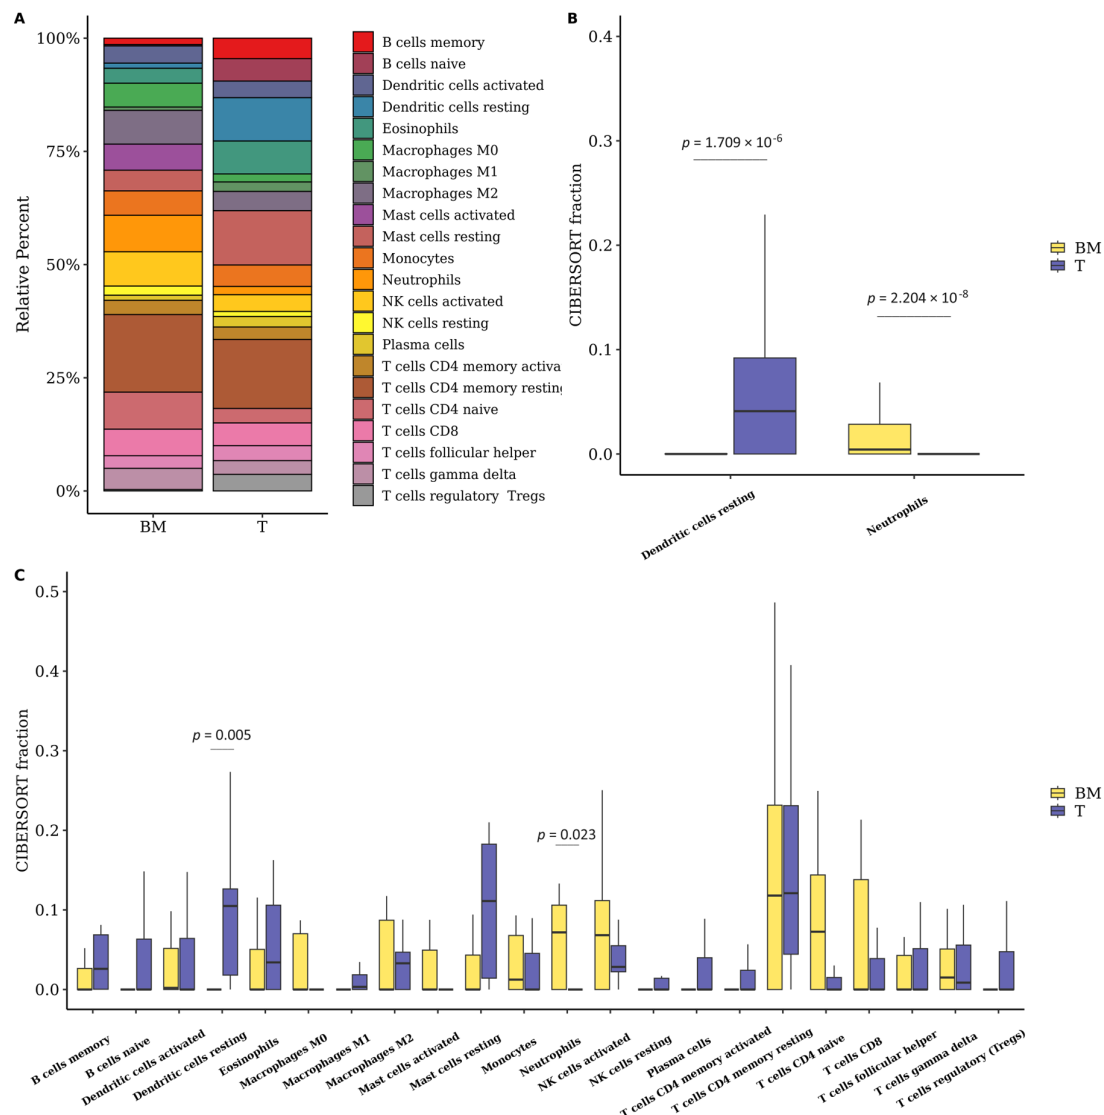 A
100%
75%
50%
25%
0%
Relative Percent
BM
T
B cells memory
B cells naive
Dendritic cells activated
Dendritic cells resting
Eosinophils
Macrophages M0
Macrophages M1
Macrophages M2
Mast cells activated
Mast cells resting
Monocytes
Neutrophils
NK cells activated
NK cells resting
Plasma cells
T cells CD4 memory activa
T cells CD4 memory resting
T cells CD4 naive
T cells CD8
T cells follicular helper
T cells gamma delta
T cells regulatory Tregs
B
0.4
0.3
0.2
0.1
0.0
CIBERSORT fraction
p = 1.709 × 10⁻⁶
p = 2.204 × 10⁻⁸
Dendritic cells resting
Neutrophils
BM
T
C
0.5
0.4
0.3
0.2
0.1
0.0
CIBERSORT fraction
p = 0.005
p = 0.023
B cells memory
B cells naive
Dendritic cells activated
Dendritic cells resting
Eosinophils
Macrophages M0
Macrophages M1
Macrophages M2
Mast cells activated
Mast cells resting
Monocytes
Neutrophils
NK cells activated
NK cells resting
Plasma cells
T cells CD4 memory activated
T cells CD4 memory resting
T cells CD4 naive
T cells CD8
T cells follicular helper
T cells gamma delta
T cells regulatory (Tregs)
BM
T